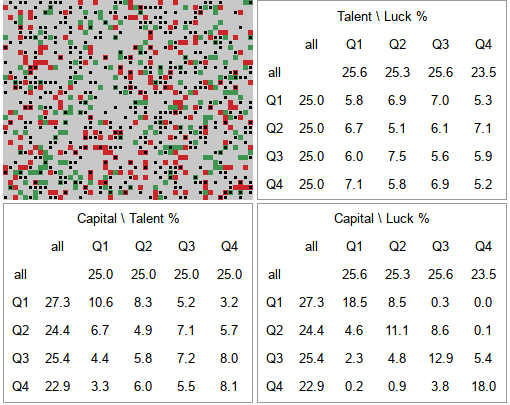 Talent \ Luck %
all Q1 Q2 Q3 Q4
all 25.6 25.3 25.6 23.5
Q1 25.0 5.8 6.9 7.0 5.3
Q2 25.0 6.7 5.1 6.1 7.1
Q3 25.0 6.0 7.5 5.6 5.9
Q4 25.0 7.1 5.8 6.9 5.2
Capital \ Talent %
all Q1 Q2 Q3 Q4
all 25.0 25.0 25.0 25.0
Q1 27.3 10.6 8.3 5.2 3.2
Q2 24.4 6.7 4.9 7.1 5.7
Q3 25.4 4.4 5.8 7.2 8.0
Q4 22.9 3.3 6.0 5.5 8.1
Capital \ Luck %
all Q1 Q2 Q3 Q4
all 25.6 25.3 25.6 23.5
Q1 27.3 18.5 8.5 0.3 0.0
Q2 24.4 4.6 11.1 8.6 0.1
Q3 25.4 2.3 4.8 12.9 5.4
Q4 22.9 0.2 0.9 3.8 18.0